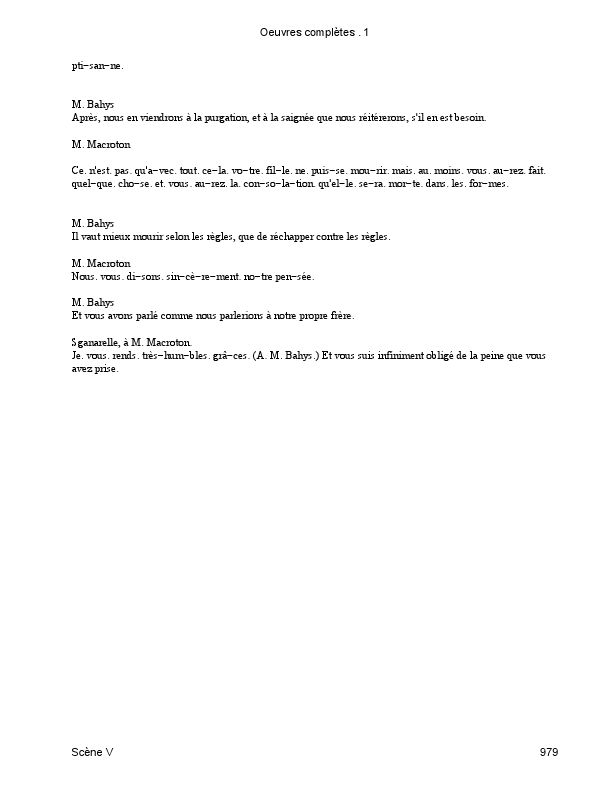 Oeuvres complètes . 1
pti−san−ne.
M. Bahys
Après, nous en viendrons à la purgation, et à la saignée que nous réitérerons, s'il en est besoin.
M. Macroton
Ce. n'est. pas. qu'a−vec. tout. ce−la. vo−tre. fil−le. ne. puis−se. mou−rir. mais. au. moins. vous. au−rez. fait.
quel−que. cho−se. et. vous. au−rez. la. con−so−la−tion. qu'el−le. se−ra. mor−te. dans. les. for−mes.
M. Bahys
Il vaut mieux mourir selon les règles, que de réchapper contre les règles.
M. Macroton
Nous. vous. di−sons. sin−cè−re−ment. no−tre pen−sée.
M. Bahys
Et vous avons parlé comme nous parlerions à notre propre frère.
Sganarelle, à M. Macroton.
Je. vous. rends. très−hum−bles. grâ−ces. (A. M. Bahys.) Et vous suis infiniment obligé de la peine que vous
avez prise.
Scène V
979